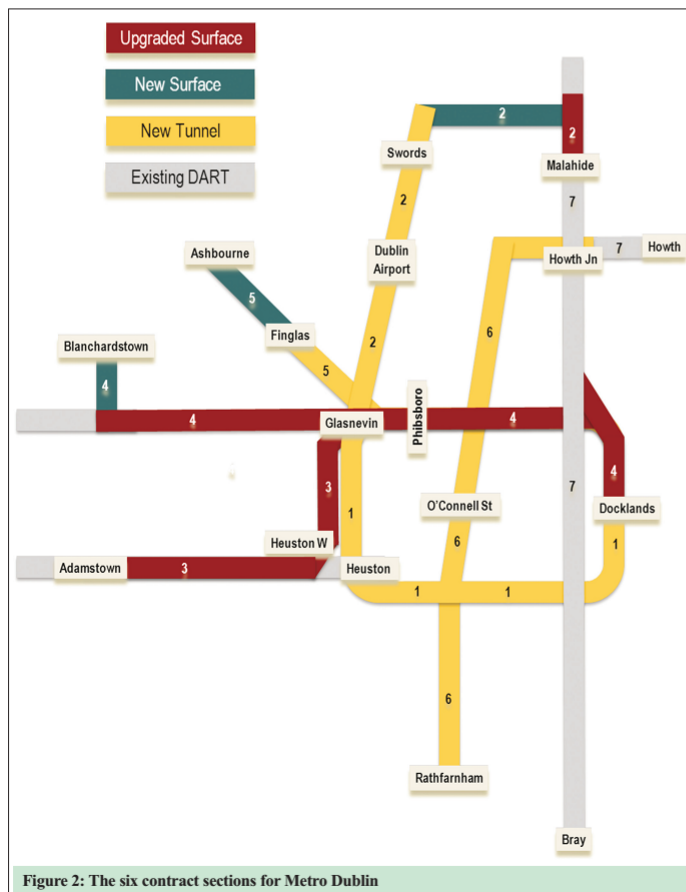 Upgraded Surface
New Surface
New Tunnel
Existing DART
2
2
Swords
Malahide
2
7
Ashbourne
Dublin
Airport
7
Howth
Howth Jn
5
Finglas
6
2
Blanchardstown
5
4
4
Glasnevin
Phibsboro
4
4
3
7
1
O'Connell St
Docklands
Heuston W
6
1
Adamstown
3
Heuston
1
1
6
Rathfarnham
Bray
Figure 2: The six contract sections for Metro Dublin